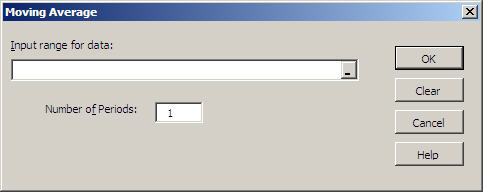 Moving Average
Input range for data:
OK
Clear
Number of Periods: 1
Cancel
Help